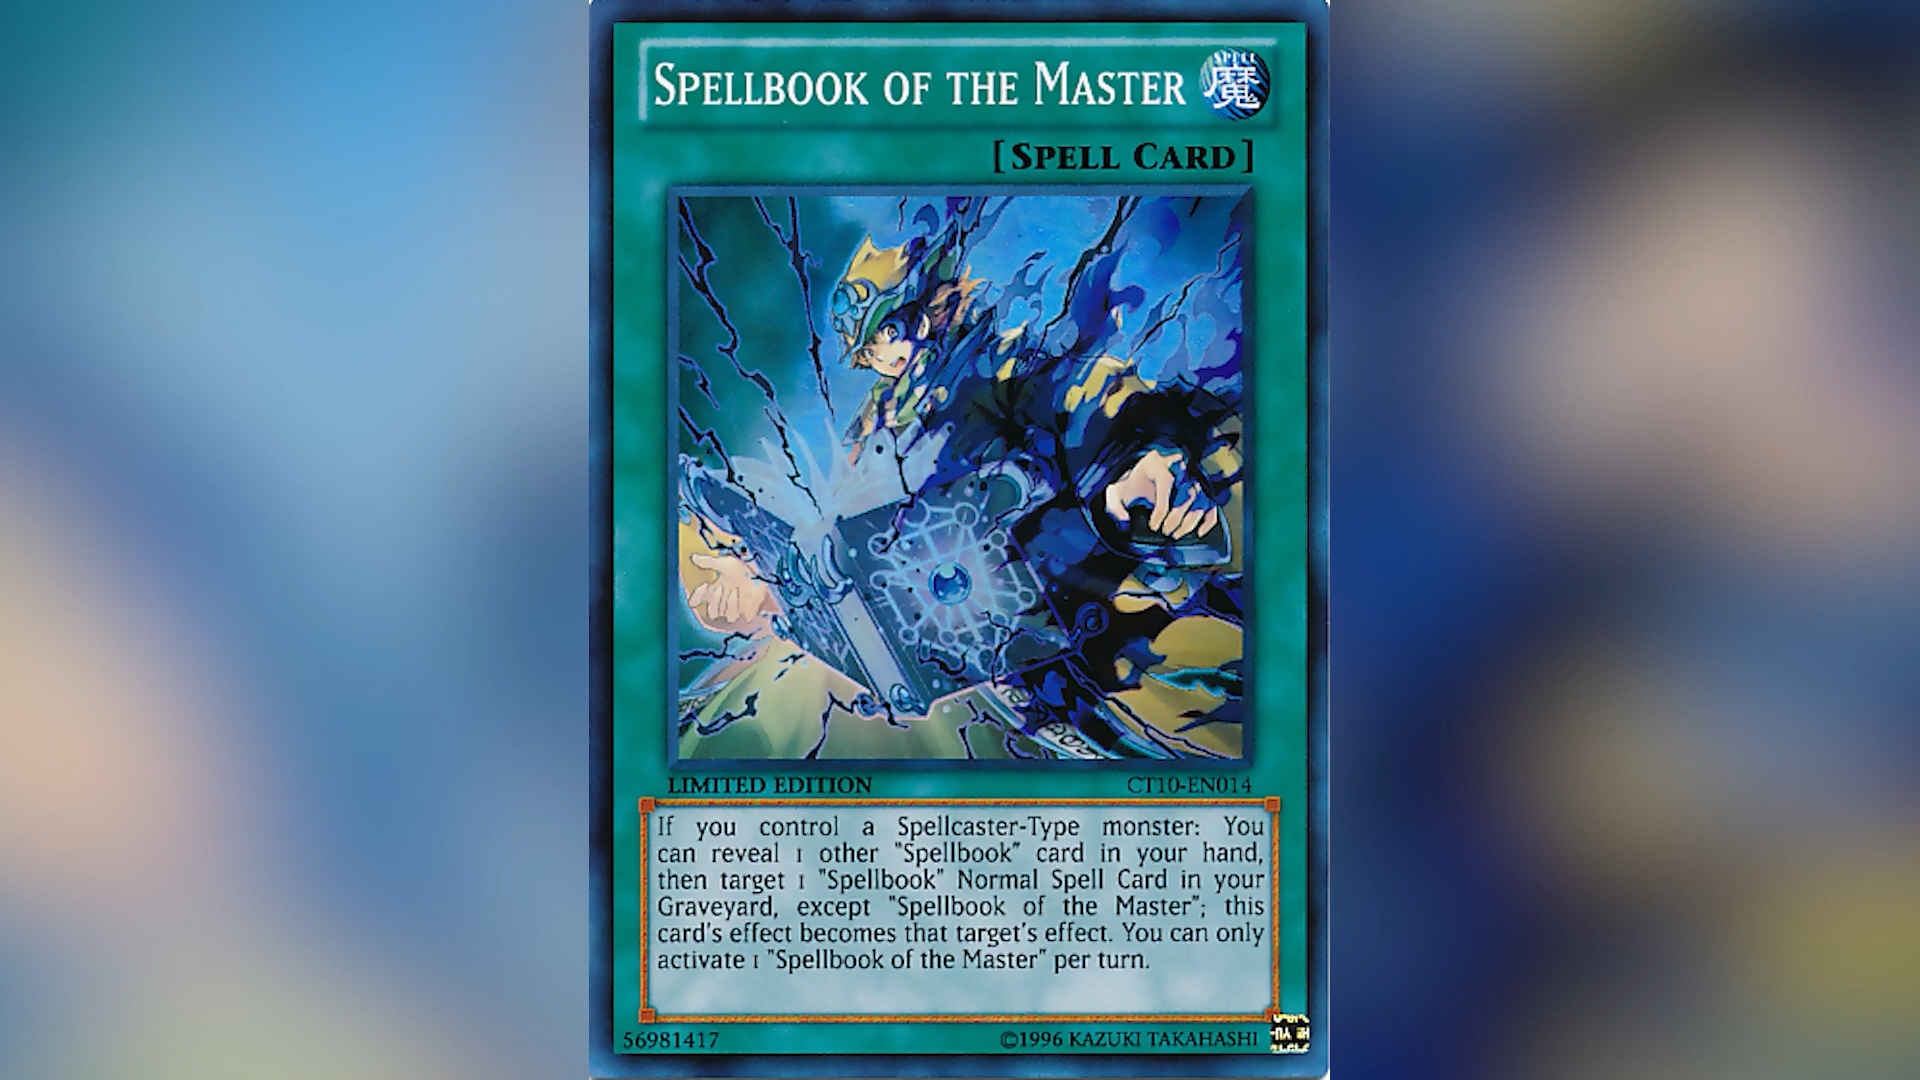 SPELLBOOK OF THE MASTER
SPELL
魔
[SPELL CARD]
LIMITED EDITION
CT10-EN014
If you control a Spellcaster-Type monster: You
can reveal 1 other "Spellbook" card in your hand,
then target 1 "Spellbook" Normal Spell Card in your
Graveyard, except "Spellbook of the Master"; this
card's effect becomes that target's effect. You can only
activate 1 "Spellbook of the Master" per turn.
56981417
©1996 KAZUKI TAKAHASHI